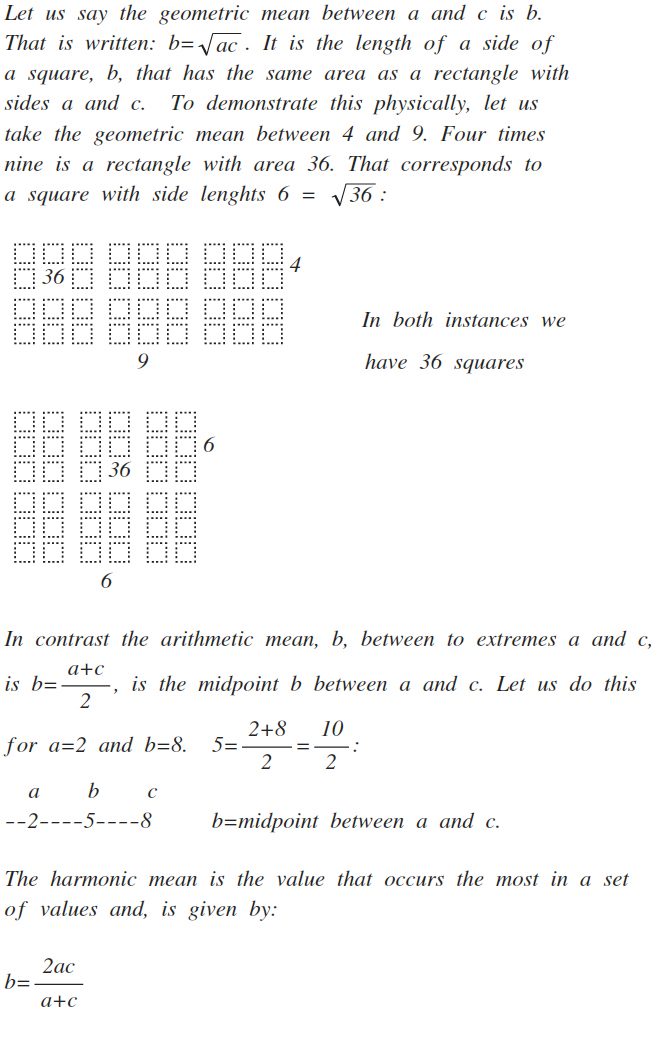 Let us say the geometric mean between a and c is b.
That is written: b=√ac . It is the length of a side of
a square, b, that has the same area as a rectangle with
sides a and c. To demonstrate this physically, let us
take the geometric mean between 4 and 9. Four times
nine is a rectangle with area 36. That corresponds to
a square with side lenghts 6 = √36 :
36
4
9
In both instances we
have 36 squares
6
36
6
In contrast the arithmetic mean, b, between to extremes a and c,
is b= a+c/2 , is the midpoint b between a and c. Let us do this
for a=2 and b=8. 5= 2+8/2 = 10/2 :
a b c
--2----5----8 b=midpoint between a and c.
The harmonic mean is the value that occurs the most in a set
of values and, is given by:
b= 2ac/a+c